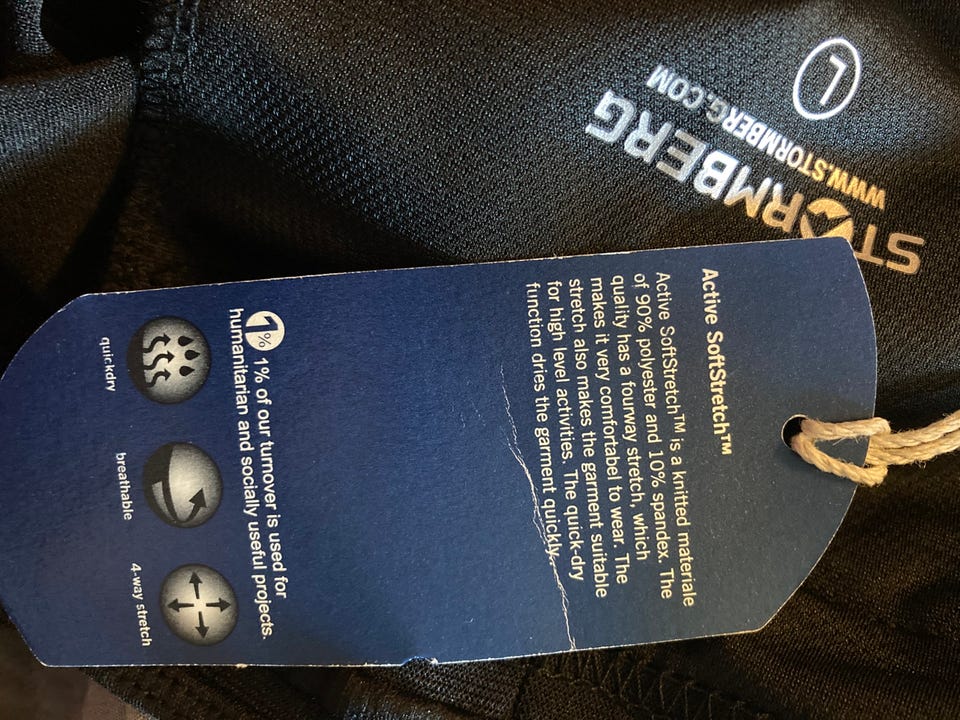 STORMBERG
WWW.STORMBERG.COM
L
Active SoftStretch™
Active SoftStretch™ is a knitted materiale
of 90% polyester and 10% spandex. The
quality has a fourway stretch, which
makes it very comfortabel to wear. The
stretch also makes the garment suitable
for high level activities. The quick-dry
function dries the garment quickly.
1% 1% of our turnover is used for
humanitarian and socially useful projects.
quickdry
breathable
4-way stretch